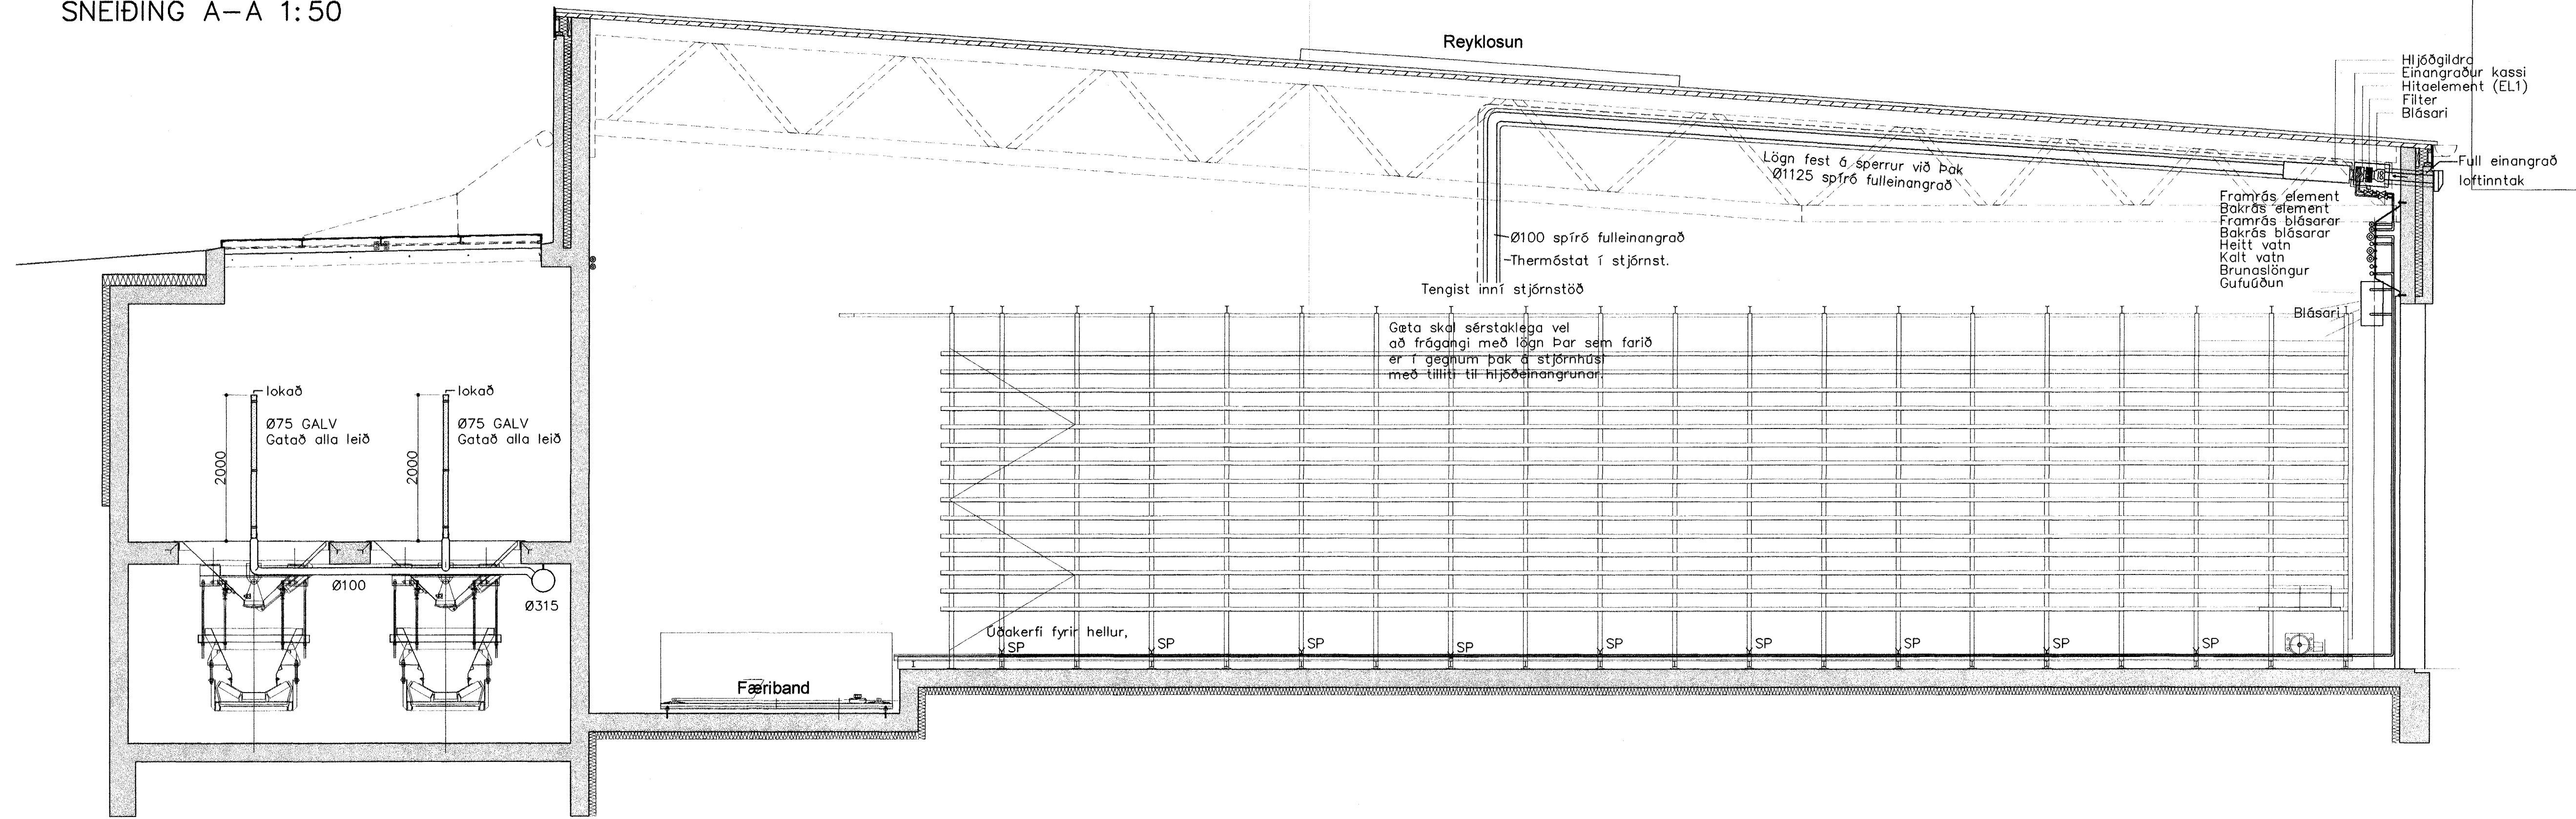 SNEIÐING A-A 1:50
Reyklosun
Hljóðgildra
Einangraður kassi
Hitaelement (EL1)
Filter
Blásari
Full einangrað
loftinntak
Lögn fest á sperrur við Þak
Ø1125 spíró fulleinangrað
Framrás element
Bakrás element
Framrás blásarar
Bakrás blásarar
Heitt vatn
Kalt vatn
Brunaslöngur
Gufuúðun
Blásari
Ø100 spíró fulleinangrað
Thermóstat í stjórnst.
Tengist inní stjórnstöð
Gæta skal sérstaklega vel
að frágangi með lögn Þar sem farið
er í gegnum þak á stjórnhúsi
með tilliti til hljóðeinangrunar.
lokað
lokað
Ø75 GALV
Gatað alla leið
Ø75 GALV
Gatað alla leið
2000
2000
Ø100
Ø315
Úðakerfi fyrir hellur,
SP
SP
SP
SP
SP
SP
SP
SP
SP
Færiband